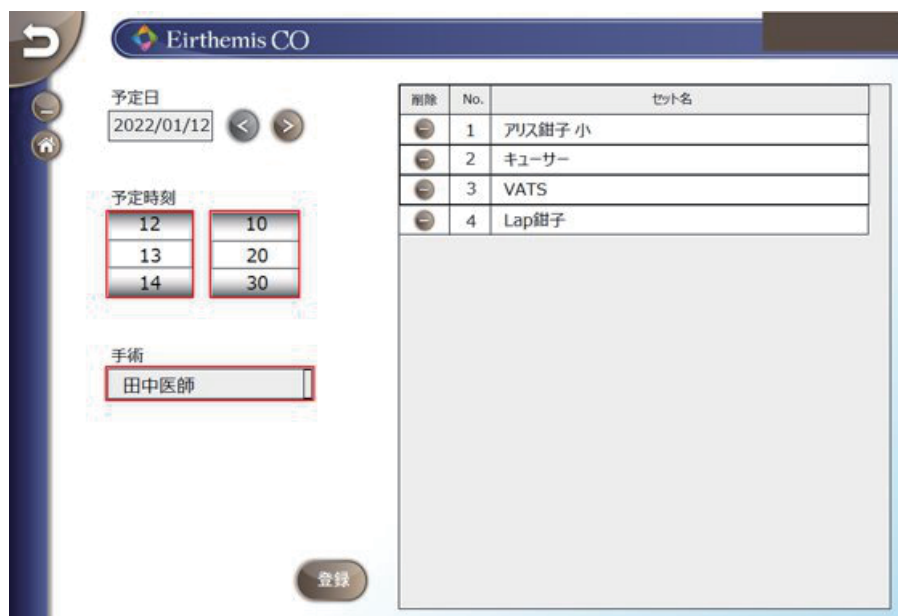 Eirthemis CO
予定日
2022/01/12
予定時刻
12 10
13 20
14 30
手術
田中医師
登録
削除 No. セット名
1 アリス鉗子 小
2 キューサー
3 VATS
4 Lap鉗子